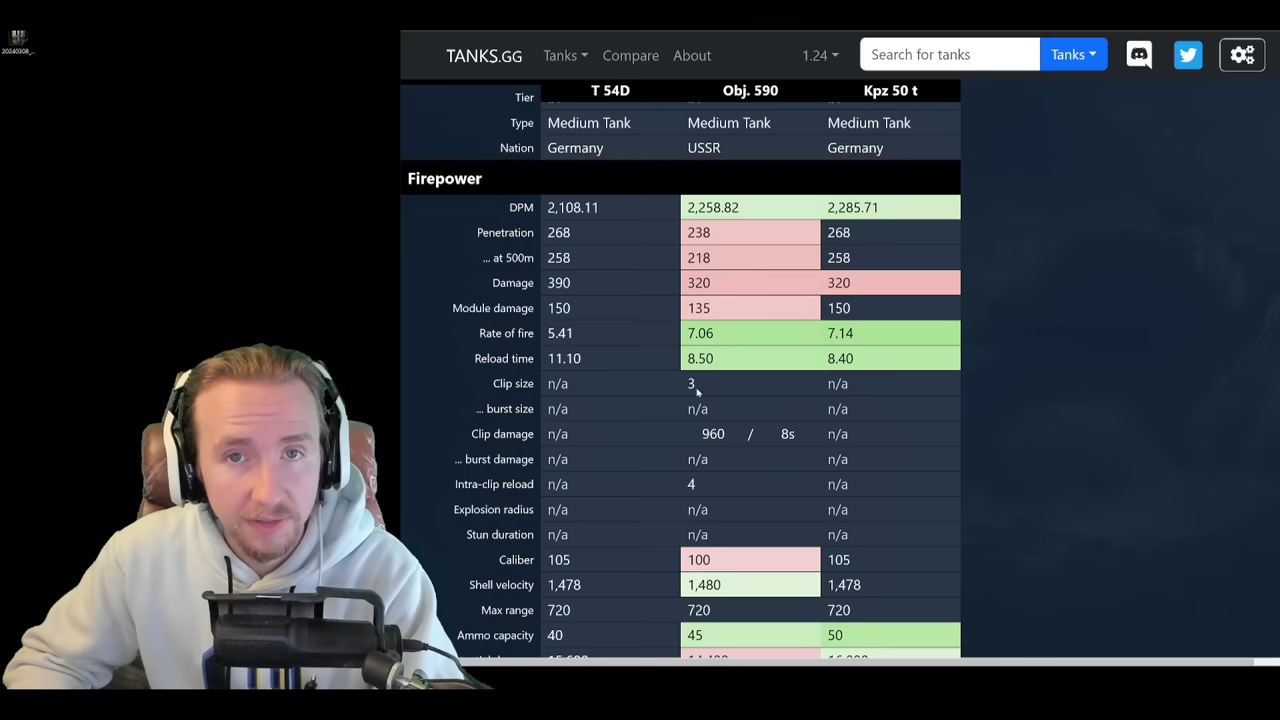 20240308_...
TANKS.GG Tanks Compare About 1.24 Search for tanks Tanks
T 54D Obj. 590 Kpz 50 t
Tier
Type Medium Tank Medium Tank Medium Tank
Nation Germany USSR Germany
Firepower
DPM 2,108.11 2,258.82 2,285.71
Penetration 268 238 268
... at 500m 258 218 258
Damage 390 320 320
Module damage 150 135 150
Rate of fire 5.41 7.06 7.14
Reload time 11.10 8.50 8.40
Clip size n/a 3 n/a
... burst size n/a n/a n/a
Clip damage n/a 960 / 8s n/a
... burst damage n/a n/a n/a
Intra-clip reload n/a 4 n/a
Explosion radius n/a n/a n/a
Stun duration n/a n/a n/a
Caliber 105 100 105
Shell velocity 1,478 1,480 1,478
Max range 720 720 720
Ammo capacity 40 45 50